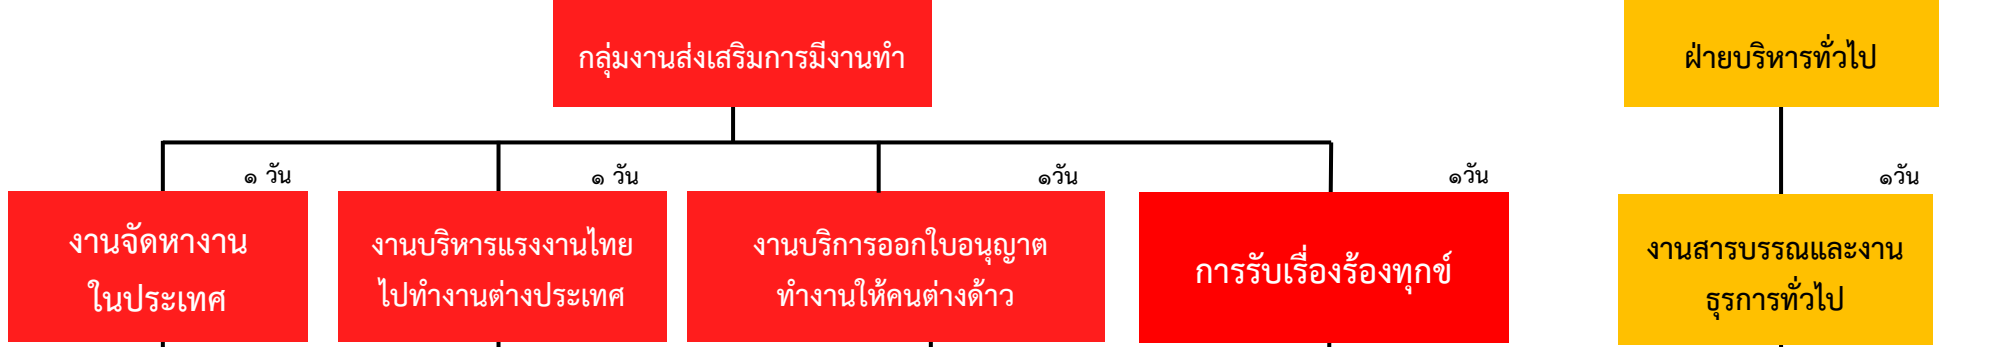 กลุ่มงานส่งเสริมการมีงานทำ
ฝ่ายบริหารทั่วไป
๑ วัน
๑ วัน
๑วัน
๑วัน
๑วัน
งานจัดหางาน
ในประเทศ
งานบริหารแรงงานไทย
ไปทำงานต่างประเทศ
งานบริการออกใบอนุญาต
ทำงานให้คนต่างด้าว
การรับเรื่องร้องทุกข์
งานสารบรรณและงาน
ธุรการทั่วไป